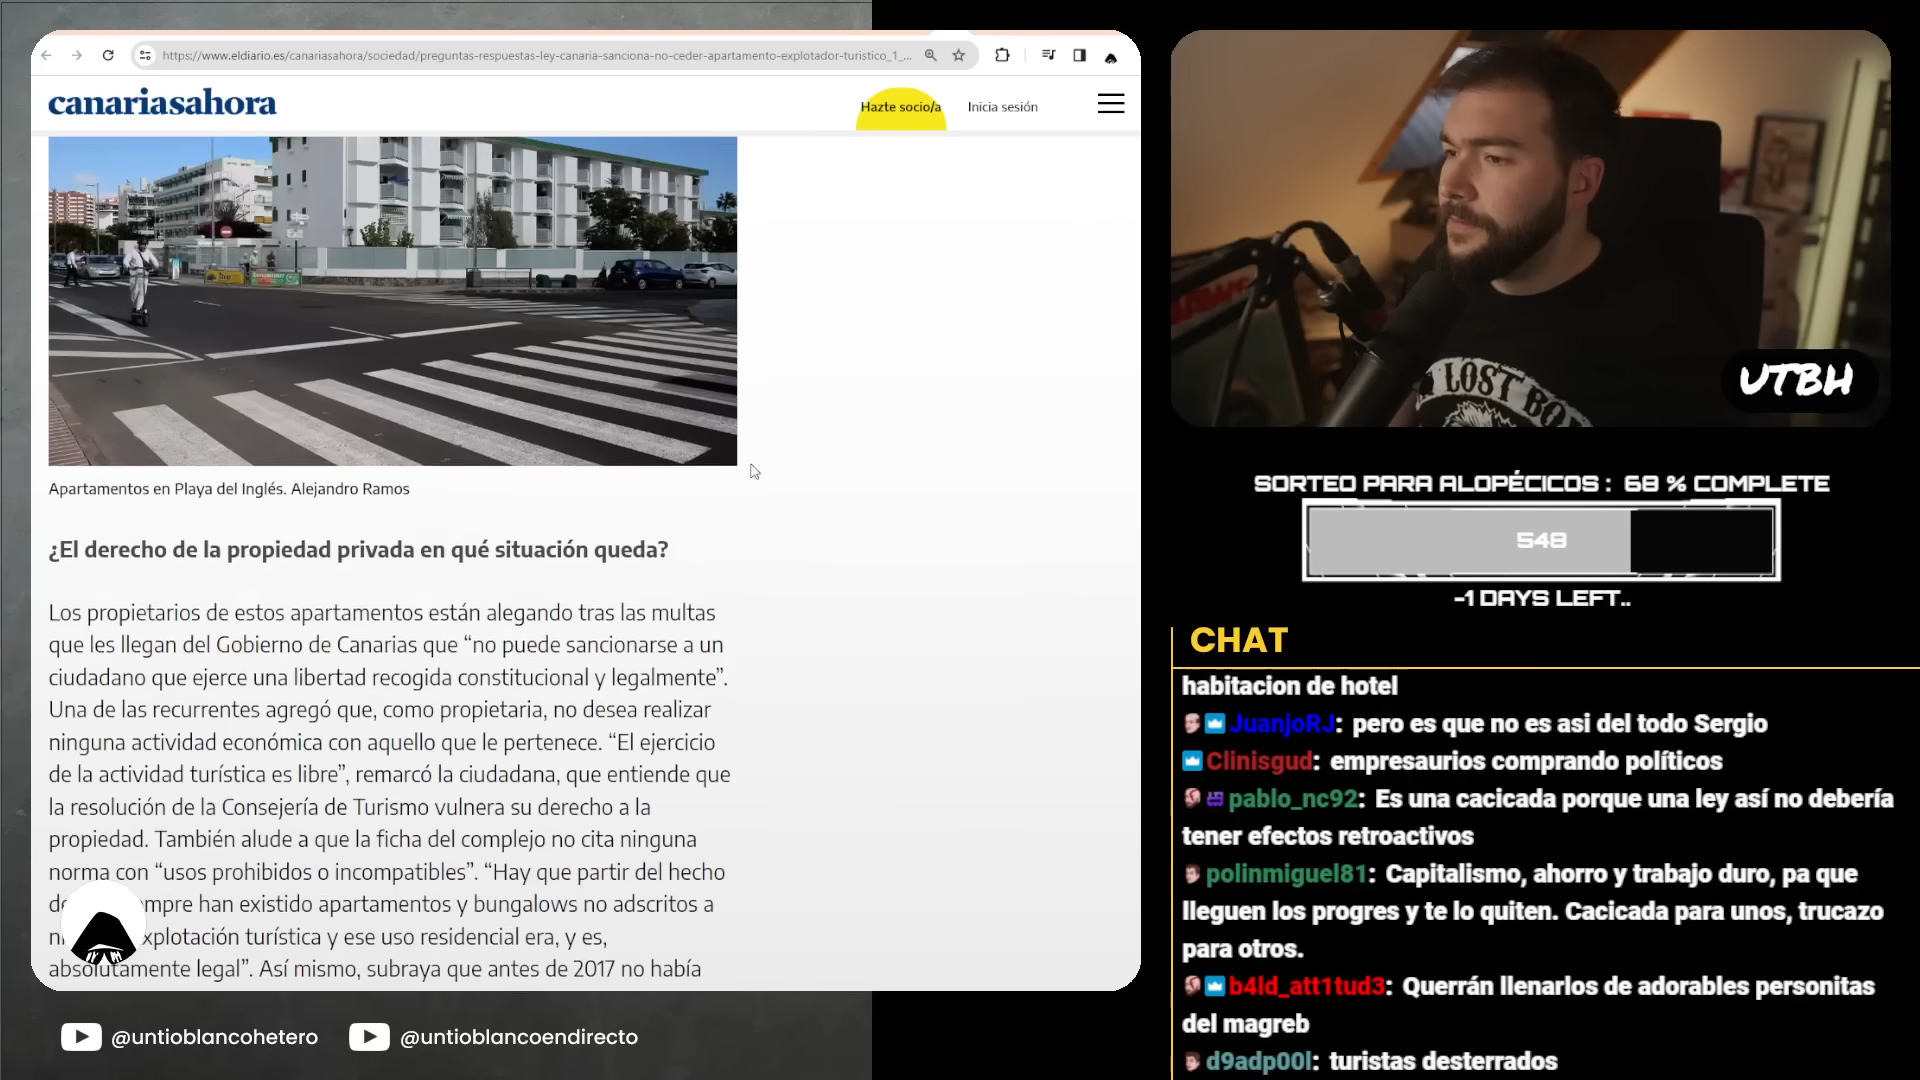 https://www.eldiario.es/canariasahora/sociedad/preguntas-respuestas-ley-canaria-sanciona-no-ceder-apartamento-explotador-turistico_1_...
canariasahora
Hazte socio/a
Inicia sesión
Apartamentos en Playa del Inglés. Alejandro Ramos
¿El derecho de la propiedad privada en qué situación queda?
Los propietarios de estos apartamentos están alegando tras las multas
que les llegan del Gobierno de Canarias que “no puede sancionarse a un
ciudadano que ejerce una libertad recogida constitucional y legalmente”.
Una de las recurrentes agregó que, como propietaria, no desea realizar
ninguna actividad económica con aquello que le pertenece. “El ejercicio
de la actividad turística es libre”, remarcó la ciudadana, que entiende que
la resolución de la Consejería de Turismo vulnera su derecho a la
propiedad. También alude a que la ficha del complejo no cita ninguna
norma con “usos prohibidos o incompatibles”. “Hay que partir del hecho
han existido apartamentos y bungalows no adscritos a
turística y ese uso residencial era, y es,
absolutamente legal”. Así mismo, subraya que antes de 2017 no había
@untioblancohetero
@untioblancoendirecto
LOST BO
UTBH
SORTEO PARA ALOPÉCICOS : 68 % COMPLETE
548
-1 DAYS LEFT..
CHAT
habitacion de hotel
JuanjoRJ: pero es que no es asi del todo Sergio
Clinisgud: empresaurios comprando políticos
pablo_nc92: Es una cacicada porque una ley así no debería
tener efectos retroactivos
polinmiguel81: Capitalismo, ahorro y trabajo duro, pa que
lleguen los progres y te lo quiten. Cacicada para unos, trucazo
para otros.
b4ld_att1tud3: Querrán llenarlos de adorables personitas
del magreb
d9adp00l: turistas desterrados